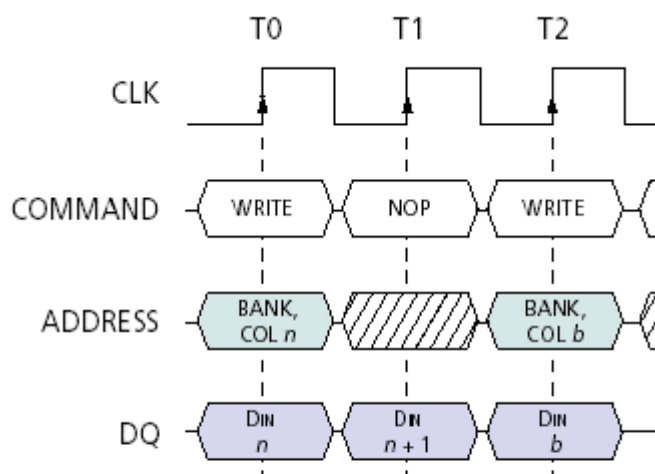 T0 T1 T2
CLK
COMMAND WRITE NOP WRITE
ADDRESS BANK, COL n BANK, COL b
DQ DIN n DIN n + 1 DIN b